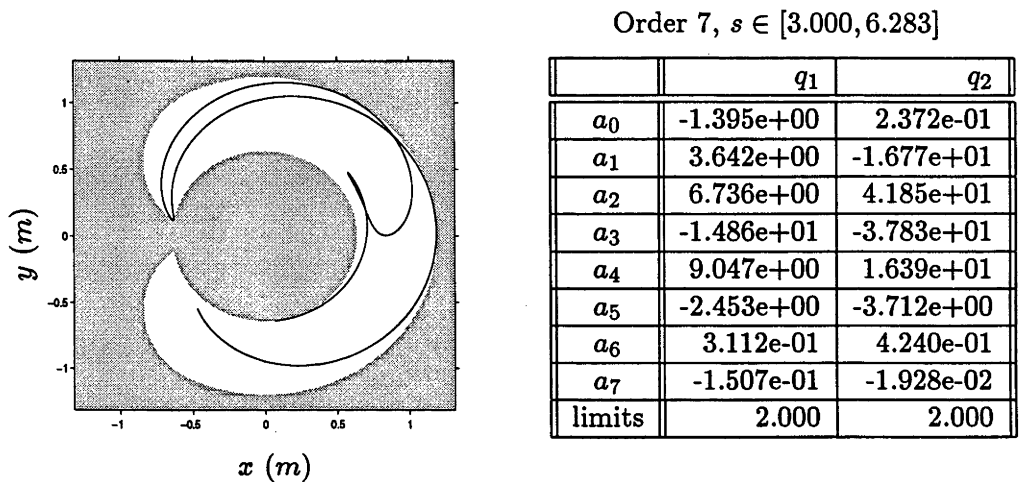 Order 7, s ∈ [3.000, 6.283]
y (m)
1
0.5
0
-0.5
-1
-1 -0.5 0 0.5 1
x (m)
q₁ q₂
a₀ -1.395e+00 2.372e-01
a₁ 3.642e+00 -1.677e+01
a₂ 6.736e+00 4.185e+01
a₃ -1.486e+01 -3.783e+01
a₄ 9.047e+00 1.639e+01
a₅ -2.453e+00 -3.712e+00
a₆ 3.112e-01 4.240e-01
a₇ -1.507e-01 -1.928e-02
limits 2.000 2.000